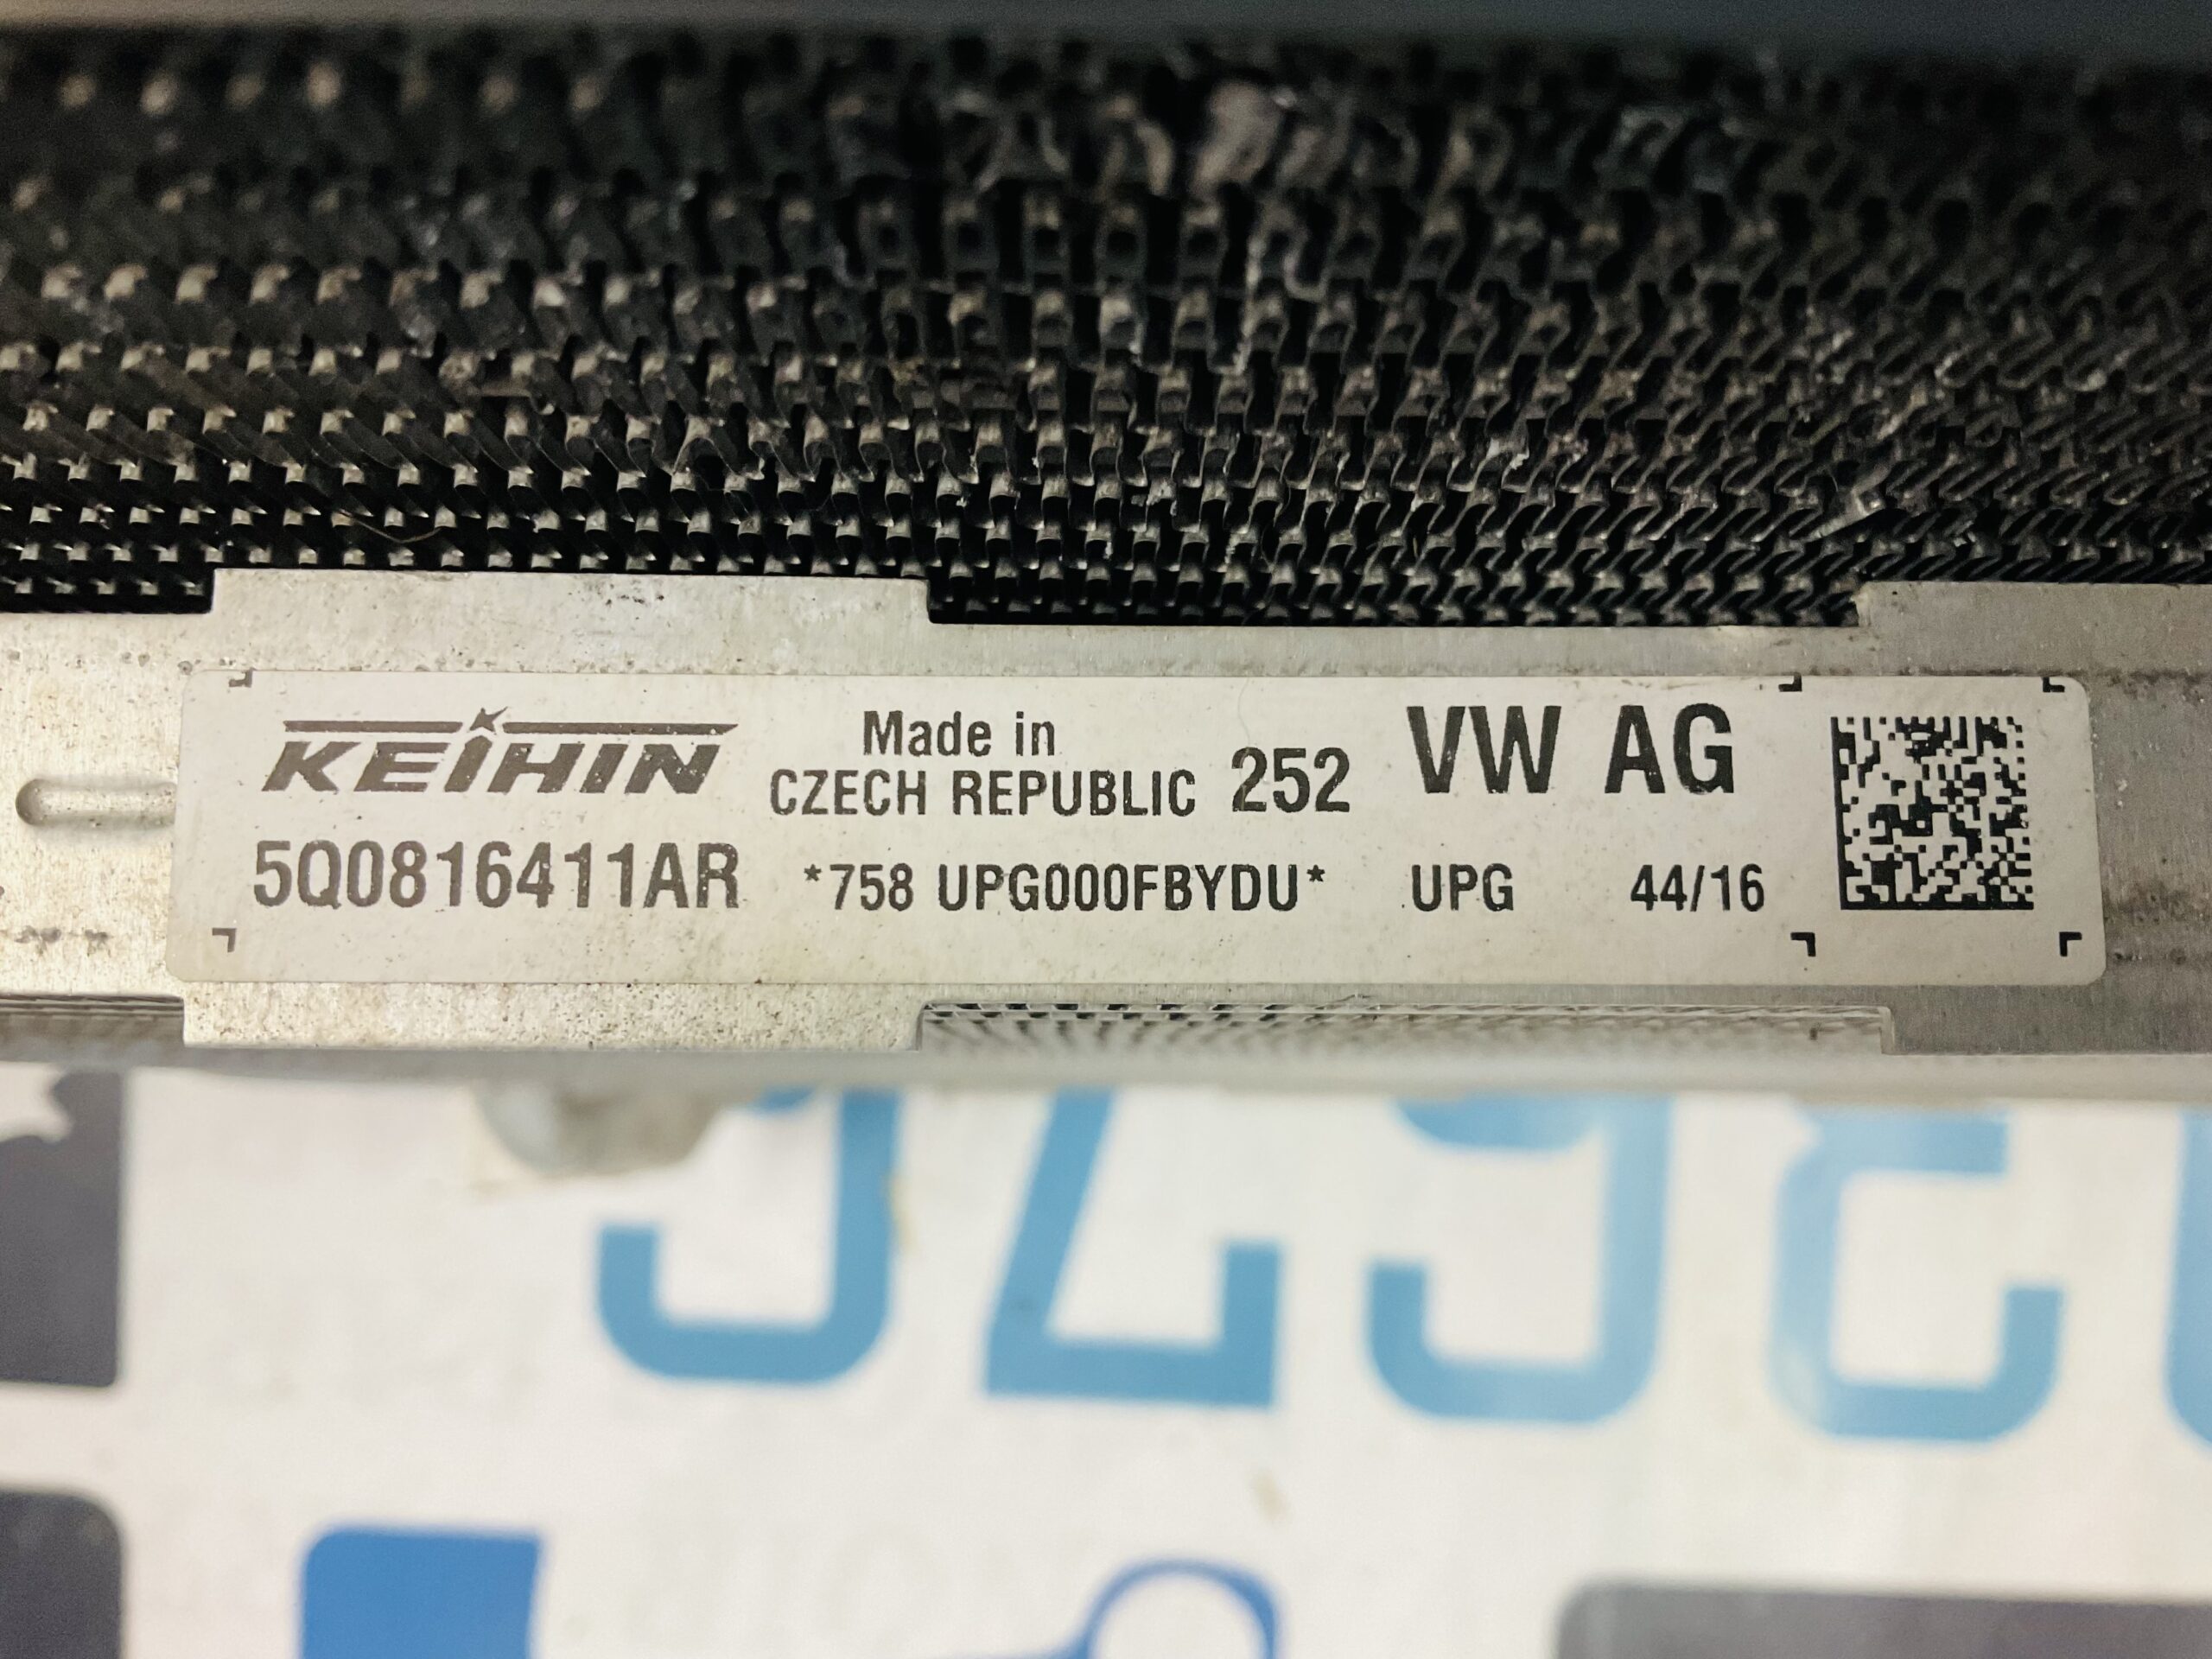 KEIHIN
Made in
CZECH REPUBLIC 252 VW AG
5Q0816411AR *758 UPG000FBYDU* UPG 44/16